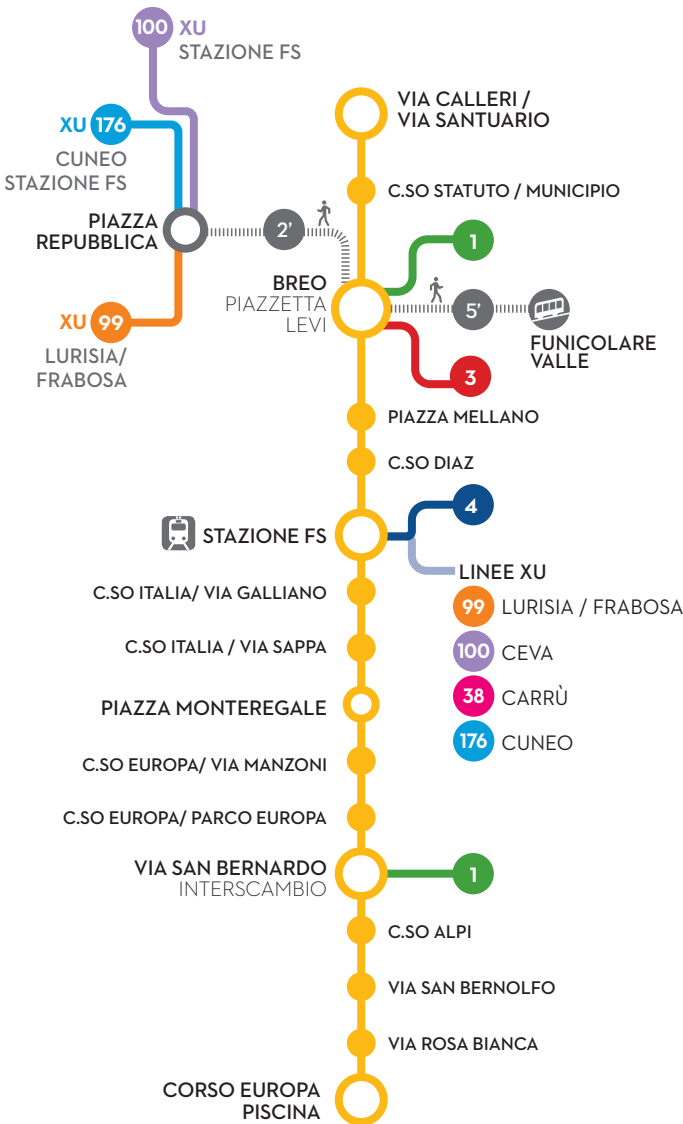 100 XU
STAZIONE FS
XU 176
CUNEO
STAZIONE FS
PIAZZA
REPUBBLICA
2'
XU 99
LURISIA/
FRABOSA
VIA CALLERI /
VIA SANTUARIO
C.SO STATUTO / MUNICIPIO
1
BREO
PIAZZETTA
LEVI
5'
FUNICOLARE
VALLE
3
PIAZZA MELLANO
C.SO DIAZ
4
STAZIONE FS
LINEE XU
99 LURISIA / FRABOSA
100 CEVA
38 CARRÙ
176 CUNEO
C.SO ITALIA/ VIA GALLIANO
C.SO ITALIA / VIA SAPPA
PIAZZA MONTEREGALE
C.SO EUROPA/ VIA MANZONI
C.SO EUROPA/ PARCO EUROPA
VIA SAN BERNARDO
INTERSCAMBIO
1
C.SO ALPI
VIA SAN BERNOLFO
VIA ROSA BIANCA
CORSO EUROPA
PISCINA